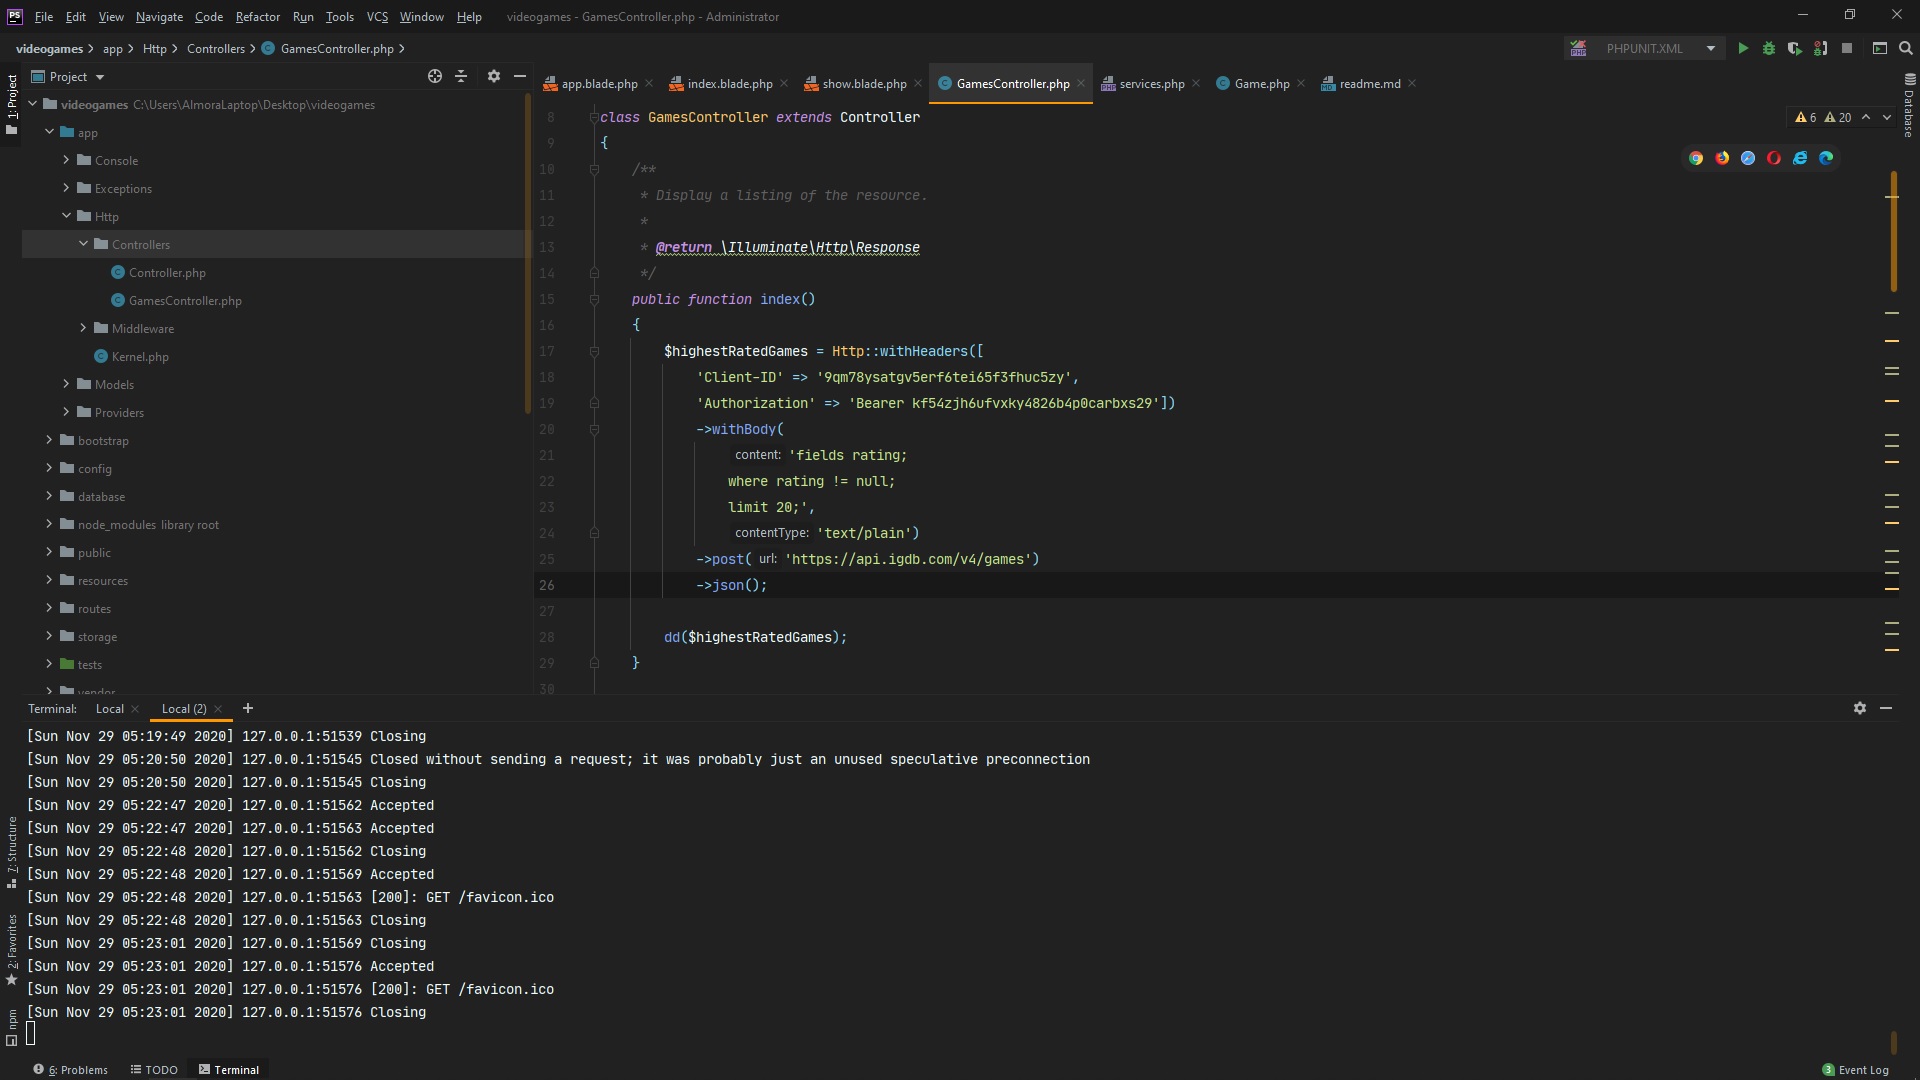 File Edit View Navigate Code Refactor Run Tools VCS Window Help videogames - GamesController.php - Administrator
videogames app Http Controllers GamesController.php PHPUNIT.XML
1: Project
Project
videogames C:\Users\AlmoraLaptop\Desktop\videogames
app
Console
Exceptions
Http
Controllers
Controller.php
GamesController.php
Middleware
Kernel.php
Models
Providers
bootstrap
config
database
node_modules library root
public
resources
routes
storage
tests
vendor
app.blade.php index.blade.php show.blade.php GamesController.php services.php Game.php readme.md
Database
6 20
8 class GamesController extends Controller
9 {
10 /**
11 * Display a listing of the resource.
12 *
13 * @return \Illuminate\Http\Response
14 */
15 public function index()
16 {
17 $highestRatedGames = Http::withHeaders([
18 'Client-ID' => '9qm78ysatgv5erf6tei65f3fhuc5zy',
19 'Authorization' => 'Bearer kf54zjh6ufvxky4826b4p0carbxs29'])
20 ->withBody(
21 content: 'fields rating;
22 where rating != null;
23 limit 20;',
24 contentType: 'text/plain')
25 ->post( url: 'https://api.igdb.com/v4/games')
26 ->json();
27
28 dd($highestRatedGames);
29 }
30
Terminal: Local Local (2) +
[Sun Nov 29 05:19:49 2020] 127.0.0.1:51539 Closing
[Sun Nov 29 05:20:50 2020] 127.0.0.1:51545 Closed without sending a request; it was probably just an unused speculative preconnection
[Sun Nov 29 05:20:50 2020] 127.0.0.1:51545 Closing
[Sun Nov 29 05:22:47 2020] 127.0.0.1:51562 Accepted
[Sun Nov 29 05:22:47 2020] 127.0.0.1:51563 Accepted
[Sun Nov 29 05:22:48 2020] 127.0.0.1:51562 Closing
[Sun Nov 29 05:22:48 2020] 127.0.0.1:51569 Accepted
[Sun Nov 29 05:22:48 2020] 127.0.0.1:51563 [200]: GET /favicon.ico
[Sun Nov 29 05:22:48 2020] 127.0.0.1:51563 Closing
[Sun Nov 29 05:23:01 2020] 127.0.0.1:51569 Closing
[Sun Nov 29 05:23:01 2020] 127.0.0.1:51576 Accepted
[Sun Nov 29 05:23:01 2020] 127.0.0.1:51576 [200]: GET /favicon.ico
[Sun Nov 29 05:23:01 2020] 127.0.0.1:51576 Closing
7: Structure
2: Favorites
npm
6: Problems TODO Terminal 3 Event Log